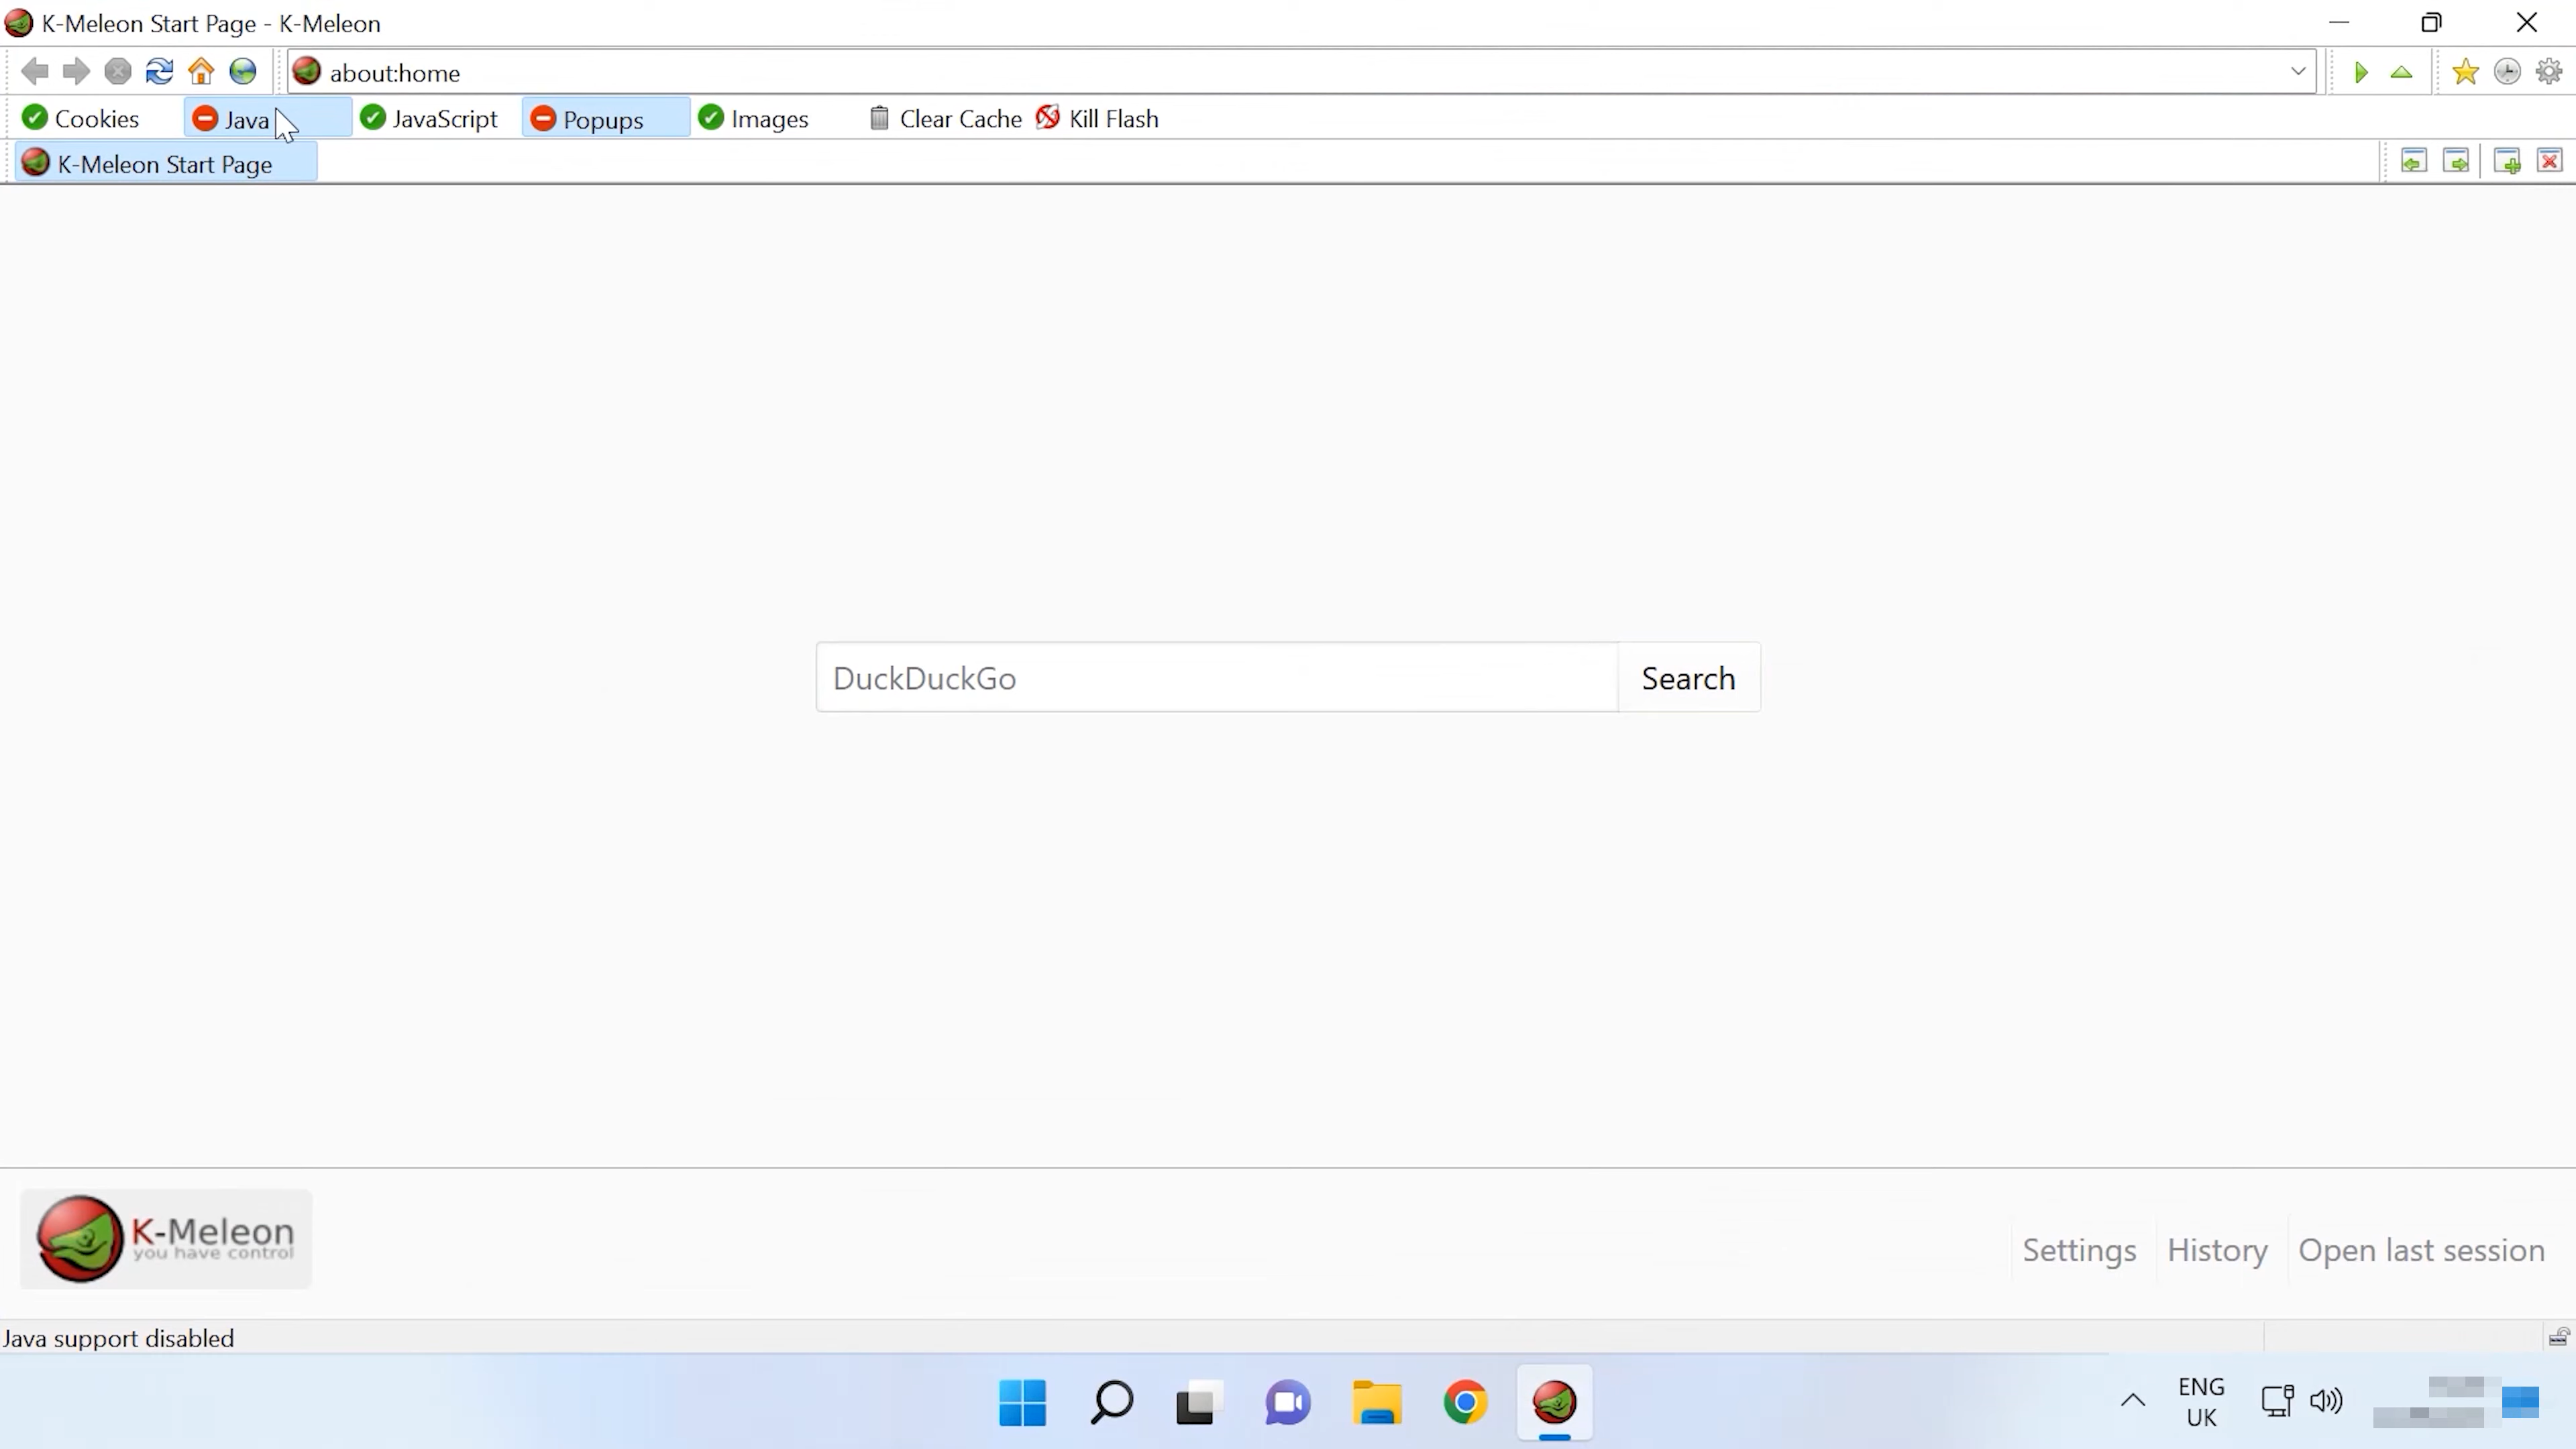 K-Meleon Start Page - K-Meleon
about:home
Cookies Java JavaScript Popups Images Clear Cache Kill Flash
K-Meleon Start Page
DuckDuckGo Search
K-Meleon
you have control
Settings History Open last session
Java support disabled
ENG
UK